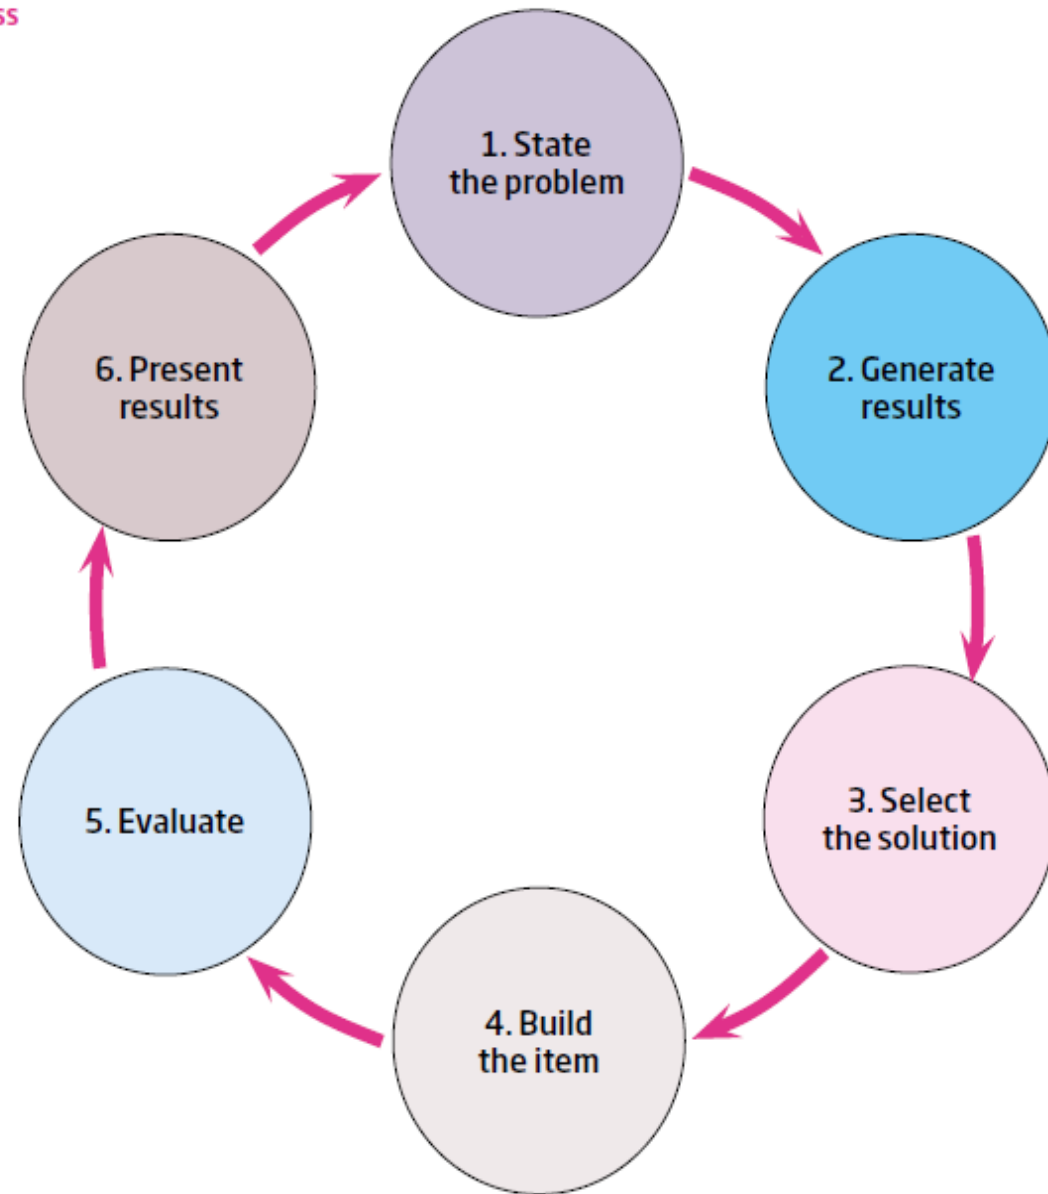 ss
1. State
the problem
2. Generate
results
3. Select
the solution
4. Build
the item
5. Evaluate
6. Present
results